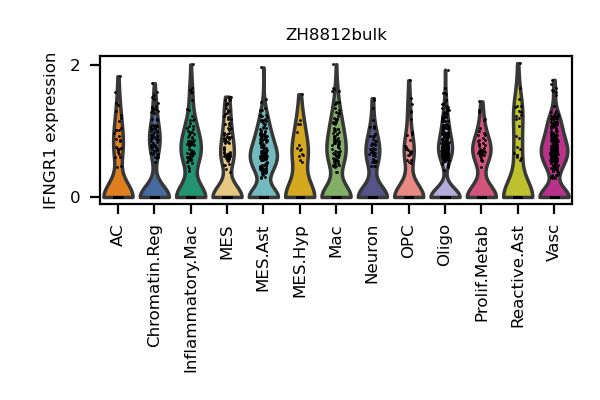 ZH8812bulk
IFNGR1 expression
2
0
AC
Chromatin.Reg
Inflammatory.Mac
MES
MES.Ast
MES.Hyp
Mac
Neuron
OPC
Oligo
Prolif.Metab
Reactive.Ast
Vasc